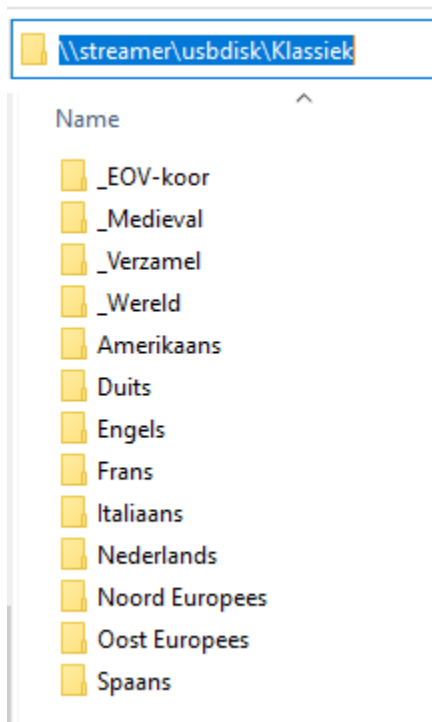 \\streamer\usbdisk\Klassiek
Name
_EOV-koor
_Medieval
_Verzamel
_Wereld
Amerikaans
Duits
Engels
Frans
Italiaans
Nederlands
Noord Europees
Oost Europees
Spaans